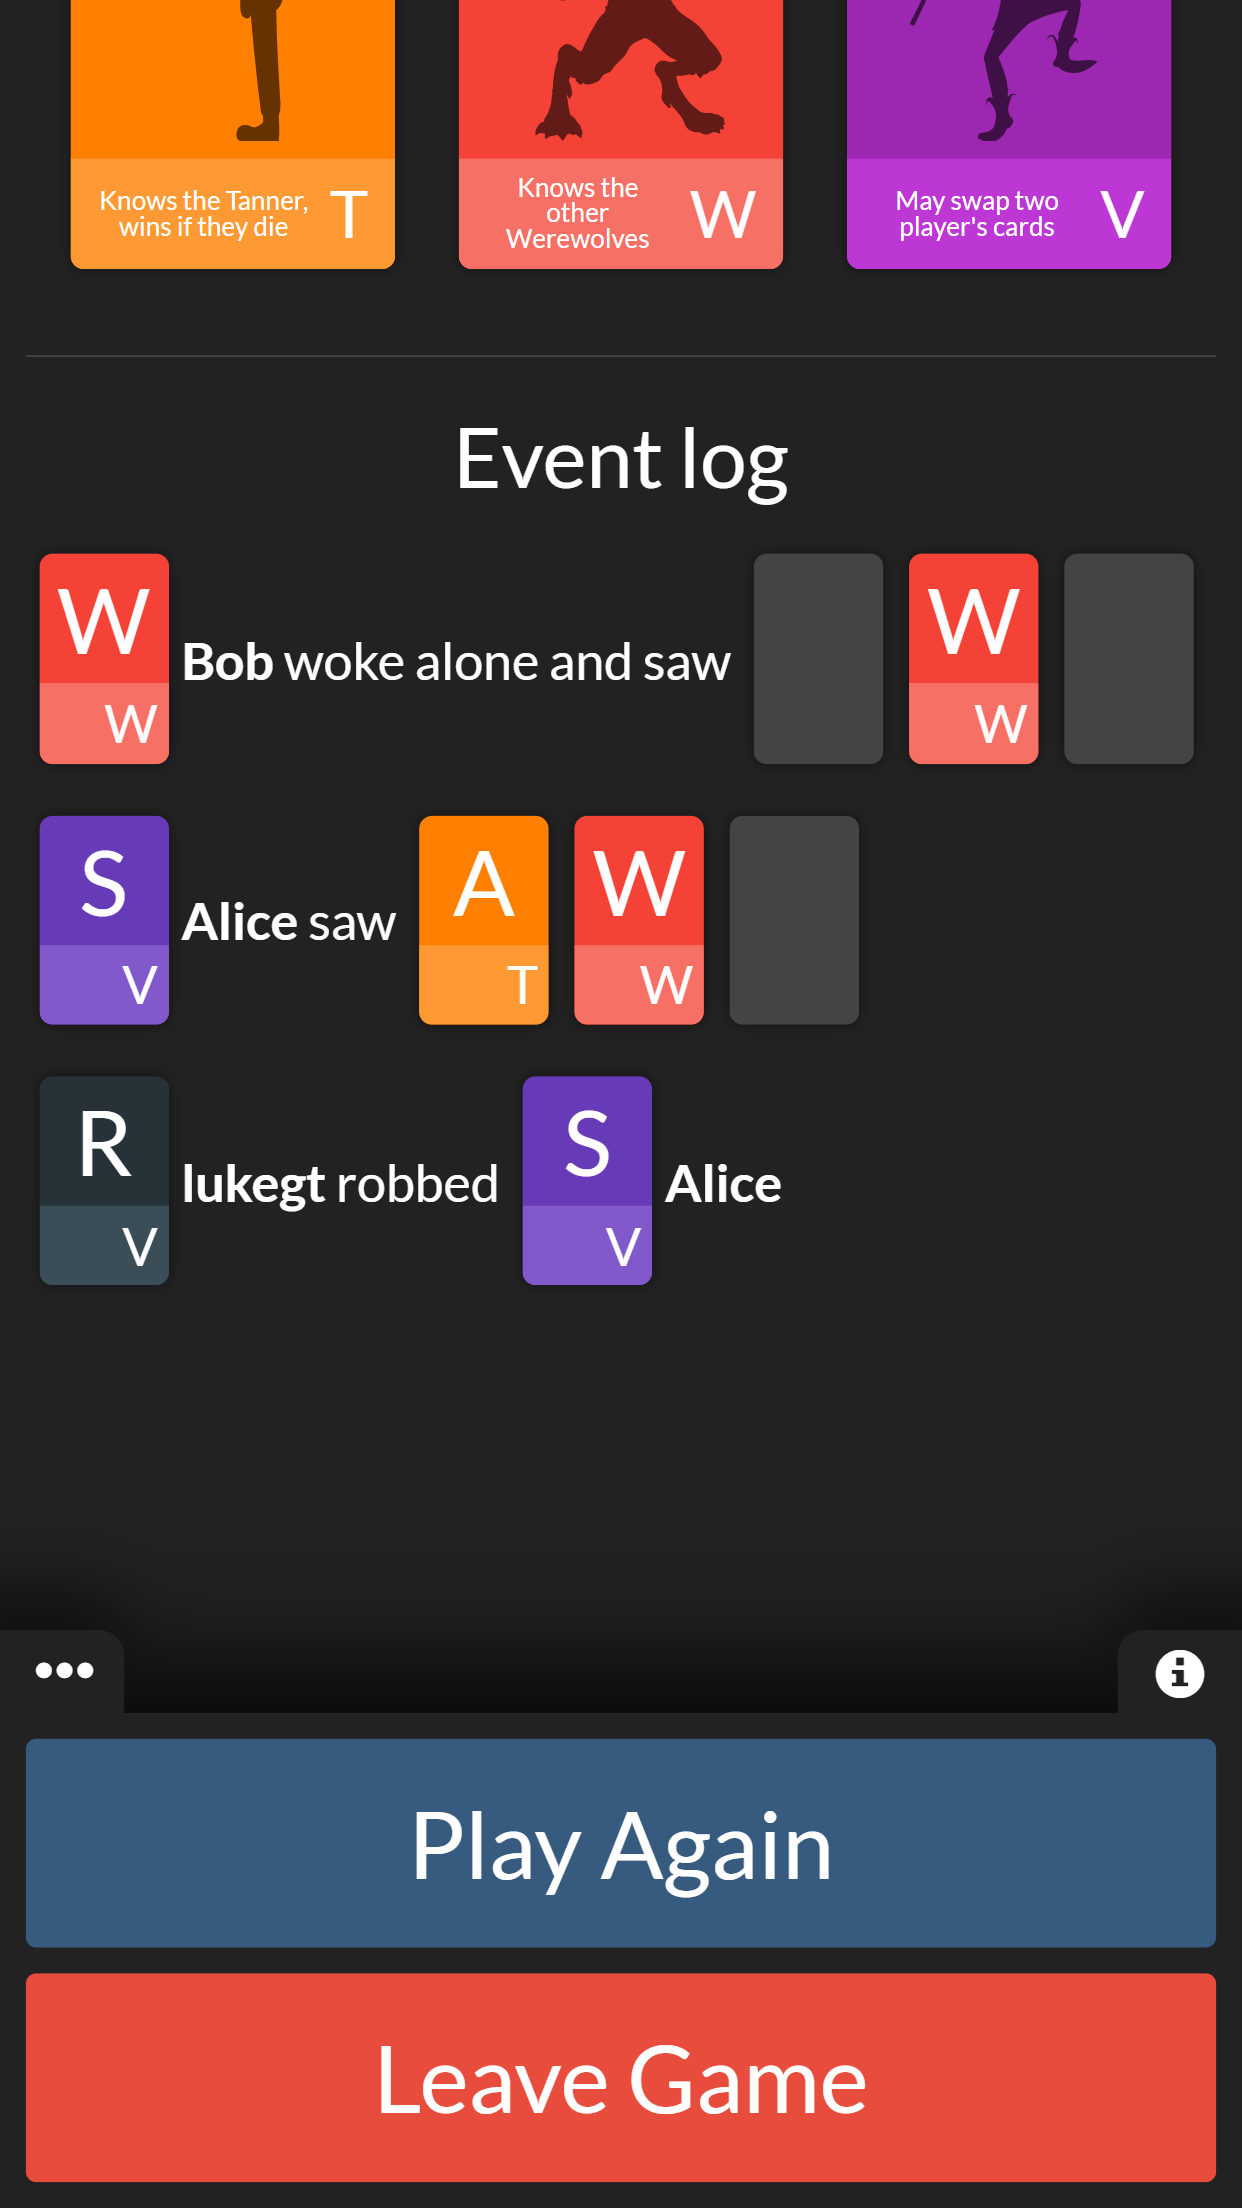 Knows the Tanner,
wins if they die
T
Knows the
other
Werewolves
W
May swap two
player's cards
V
Event log
W
W
Bob woke alone and saw
W
W
S
V
Alice saw
A
T
W
W
R
V
lukegt robbed
S
V
Alice
Play Again
Leave Game